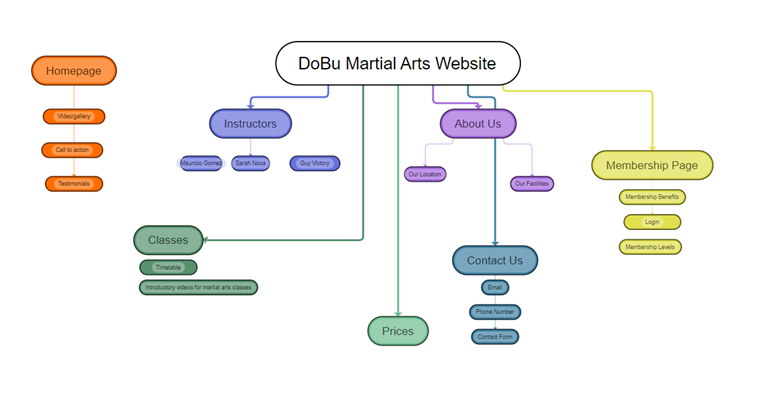 DoBu Martial Arts Website
Homepage
Video/gallery
Call to action
Testimonials
Instructors
Mauricio Gomez
Sarah Nova
Guy Victory
About Us
Our Location
Our Facilities
Membership Page
Membership Benefits
Login
Membership Levels
Classes
Timetable
Introductory videos for martial arts classes
Contact Us
Email
Phone Number
Contact Form
Prices